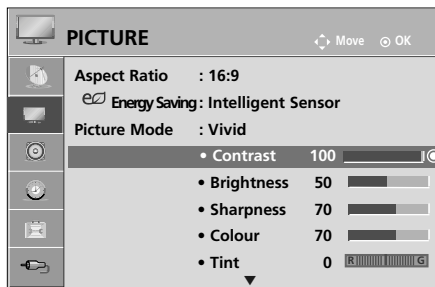 PICTURE Move OK
Aspect Ratio : 16:9
Energy Saving : Intelligent Sensor
Picture Mode : Vivid
• Contrast 100
• Brightness 50
• Sharpness 70
• Colour 70
• Tint 0 R G